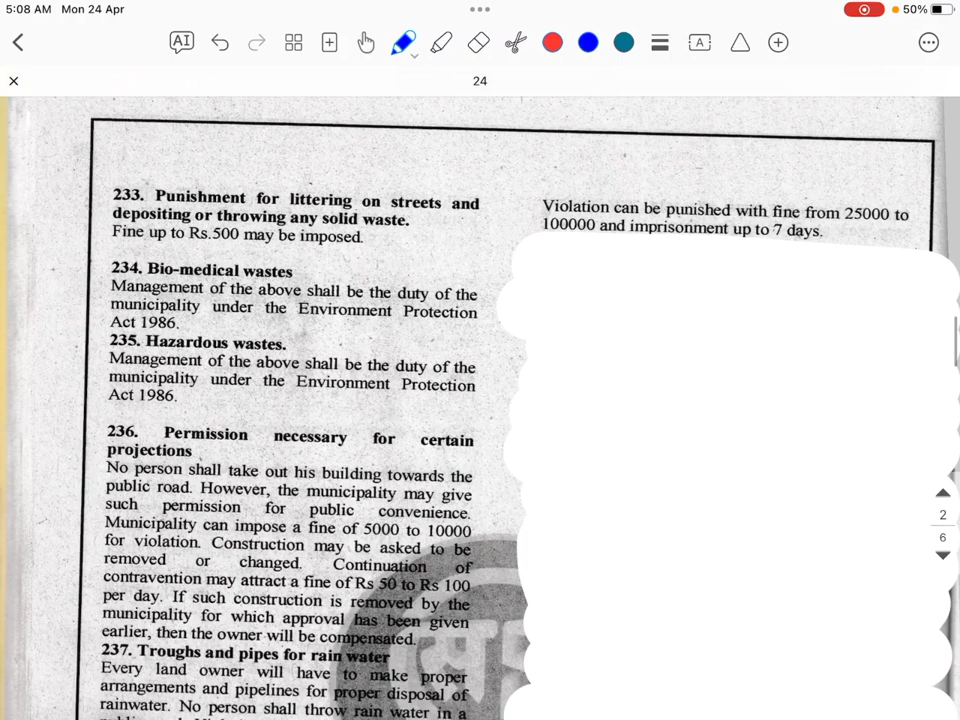 5:08 AM Mon 24 Apr
50%
AI
A
24
233. Punishment for littering on streets and
depositing or throwing any solid waste.
Fine up to Rs.500 may be imposed.
234. Bio-medical wastes
Management of the above shall be the duty of the
municipality under the Environment Protection
Act 1986.
235. Hazardous wastes.
Management of the above shall be the duty of the
municipality under the Environment Protection
Act 1986.
236. Permission necessary for certain
projections
No person shall take out his building towards the
public road. However, the municipality may give
such permission for public convenience.
Municipality can impose a fine of 5000 to 10000
for violation. Construction may be asked to be
removed or changed. Continuation of
contravention may attract a fine of Rs 50 to Rs 100
per day. If such construction is removed by the
municipality for which approval has been given
earlier, then the owner will be compensated.
237. Troughs and pipes for rain water
Every land owner will have to make proper
arrangements and pipelines for proper disposal of
rainwater. No person shall throw rain water in a
Violation can be punished with fine from 25000 to
100000 and imprisonment up to 7 days.
2
6